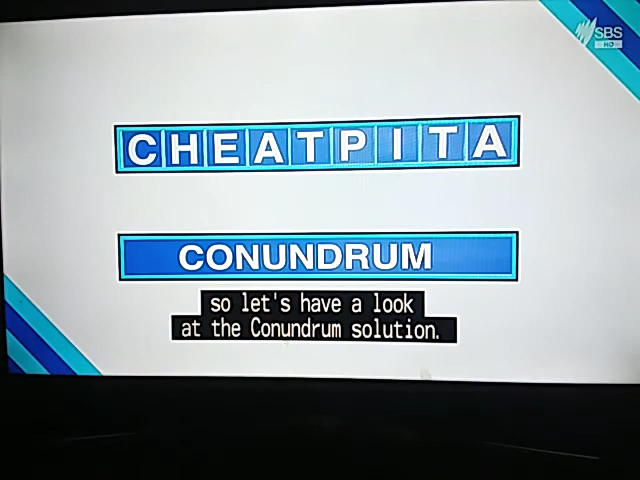 SBS
HD
CHEATPITA
CONUNDRUM
so let's have a look
at the Conundrum solution.